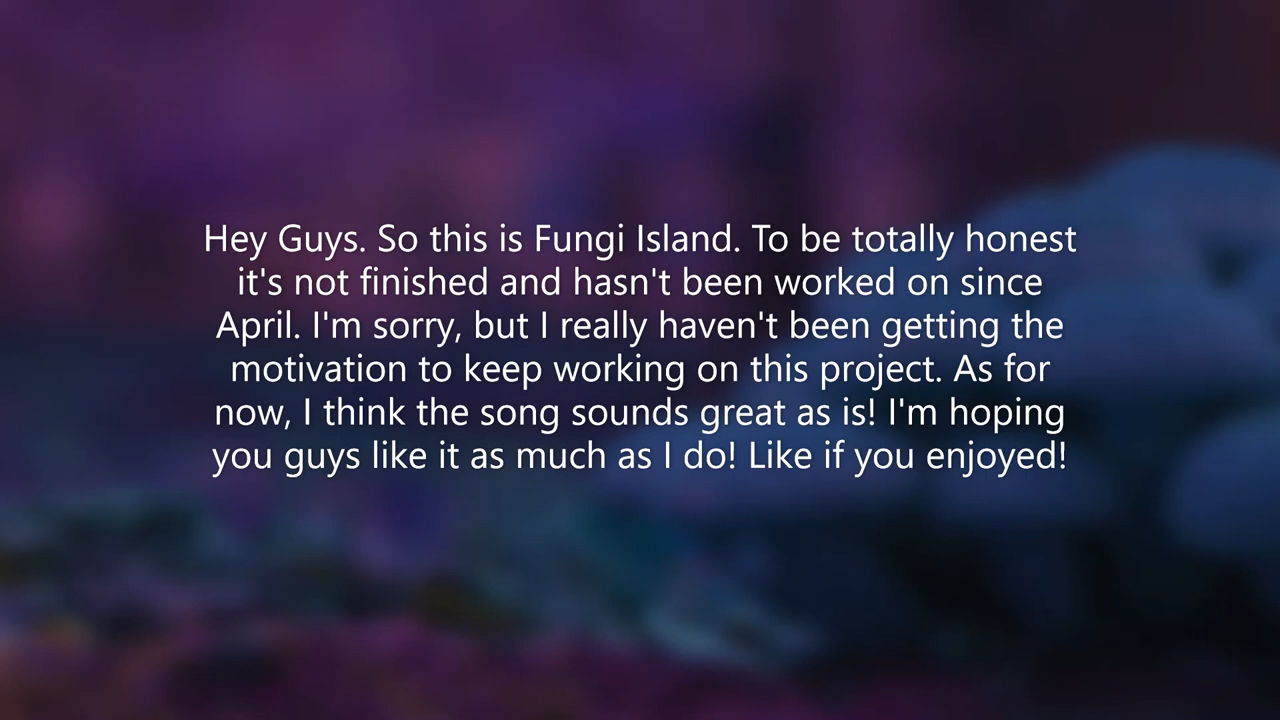 Hey Guys. So this is Fungi Island. To be totally honest
it's not finished and hasn't been worked on since
April. I'm sorry, but I really haven't been getting the
motivation to keep working on this project. As for
now, I think the song sounds great as is! I'm hoping
you guys like it as much as I do! Like if you enjoyed!